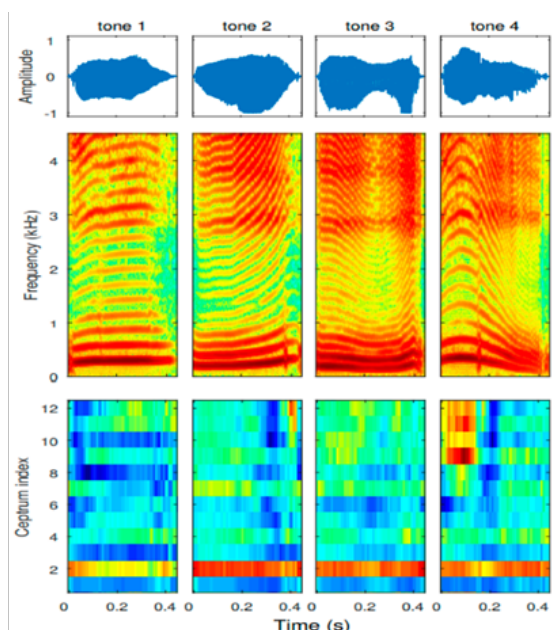 tone 1 tone 2 tone 3 tone 4
Amplitude
1
0
-1
Frequency (kHz)
4
3
2
1
0
Ceptrum index
12
10
8
6
4
2
0 0.2 0.4 0 0.2 0.4 0 0.2 0.4 0 0.2 0.4
Time (s)